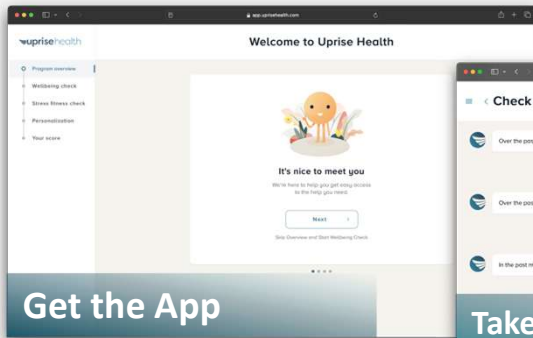 app.uprisehealth.com
uprisehealth
Welcome to Uprise Health
Program overview
Wellbeing check
Stress fitness check
Personalization
Your score
It's nice to meet you
We're here to help you get easy access
to the help you need.
Next
Skip Overview and Start Wellbeing Check
Get the App
Check
Over the pas
Over the pas
In the past m
Take